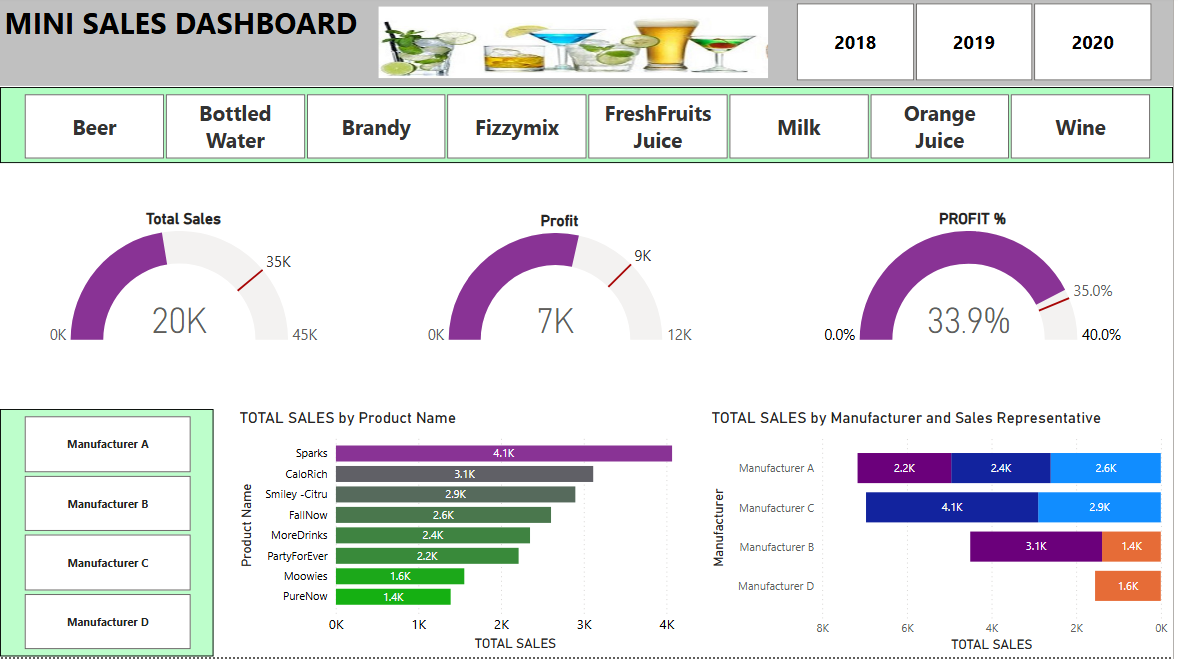 MINI SALES DASHBOARD
2018
2019
2020
Beer
Bottled
Water
Brandy
Fizzymix
FreshFruits
Juice
Milk
Orange
Juice
Wine
Total Sales
35K
20K
0K
45K
Profit
9K
7K
0K
12K
PROFIT %
35.0%
33.9%
0.0%
40.0%
Manufacturer A
Manufacturer B
Manufacturer C
Manufacturer D
TOTAL SALES by Product Name
Product Name
Sparks 4.1K
CaloRich 3.1K
Smiley -Citru 2.9K
FallNow 2.6K
MoreDrinks 2.4K
PartyForEver 2.2K
Moowies 1.6K
PureNow 1.4K
0K 1K 2K 3K 4K
TOTAL SALES
TOTAL SALES by Manufacturer and Sales Representative
Manufacturer
Manufacturer A 2.2K 2.4K 2.6K
Manufacturer C 4.1K 2.9K
Manufacturer B 3.1K 1.4K
Manufacturer D 1.6K
8K 6K 4K 2K 0K
TOTAL SALES